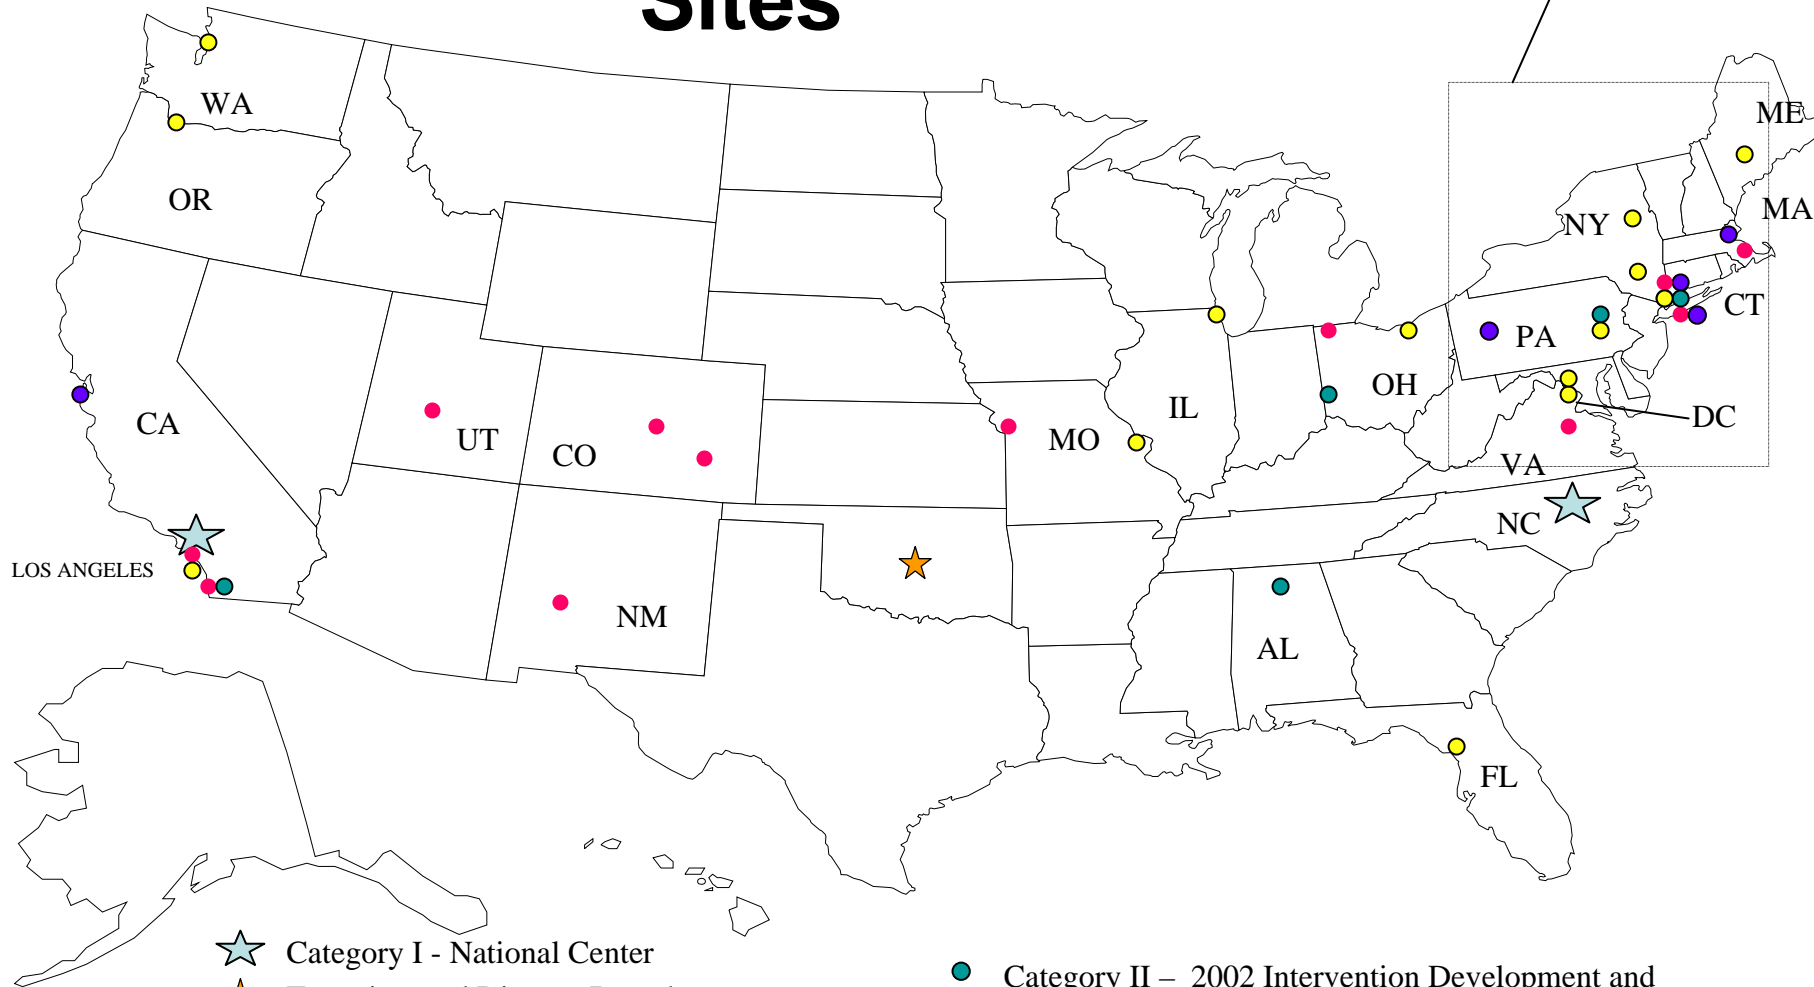 Sites
WA
ME
OR
MA
NY
CT
PA
OH
IL
DC
CA
UT
CO
MO
VA
NC
LOS ANGELES
NM
AL
FL
Category I - National Center
Category II – 2002 Intervention Development and